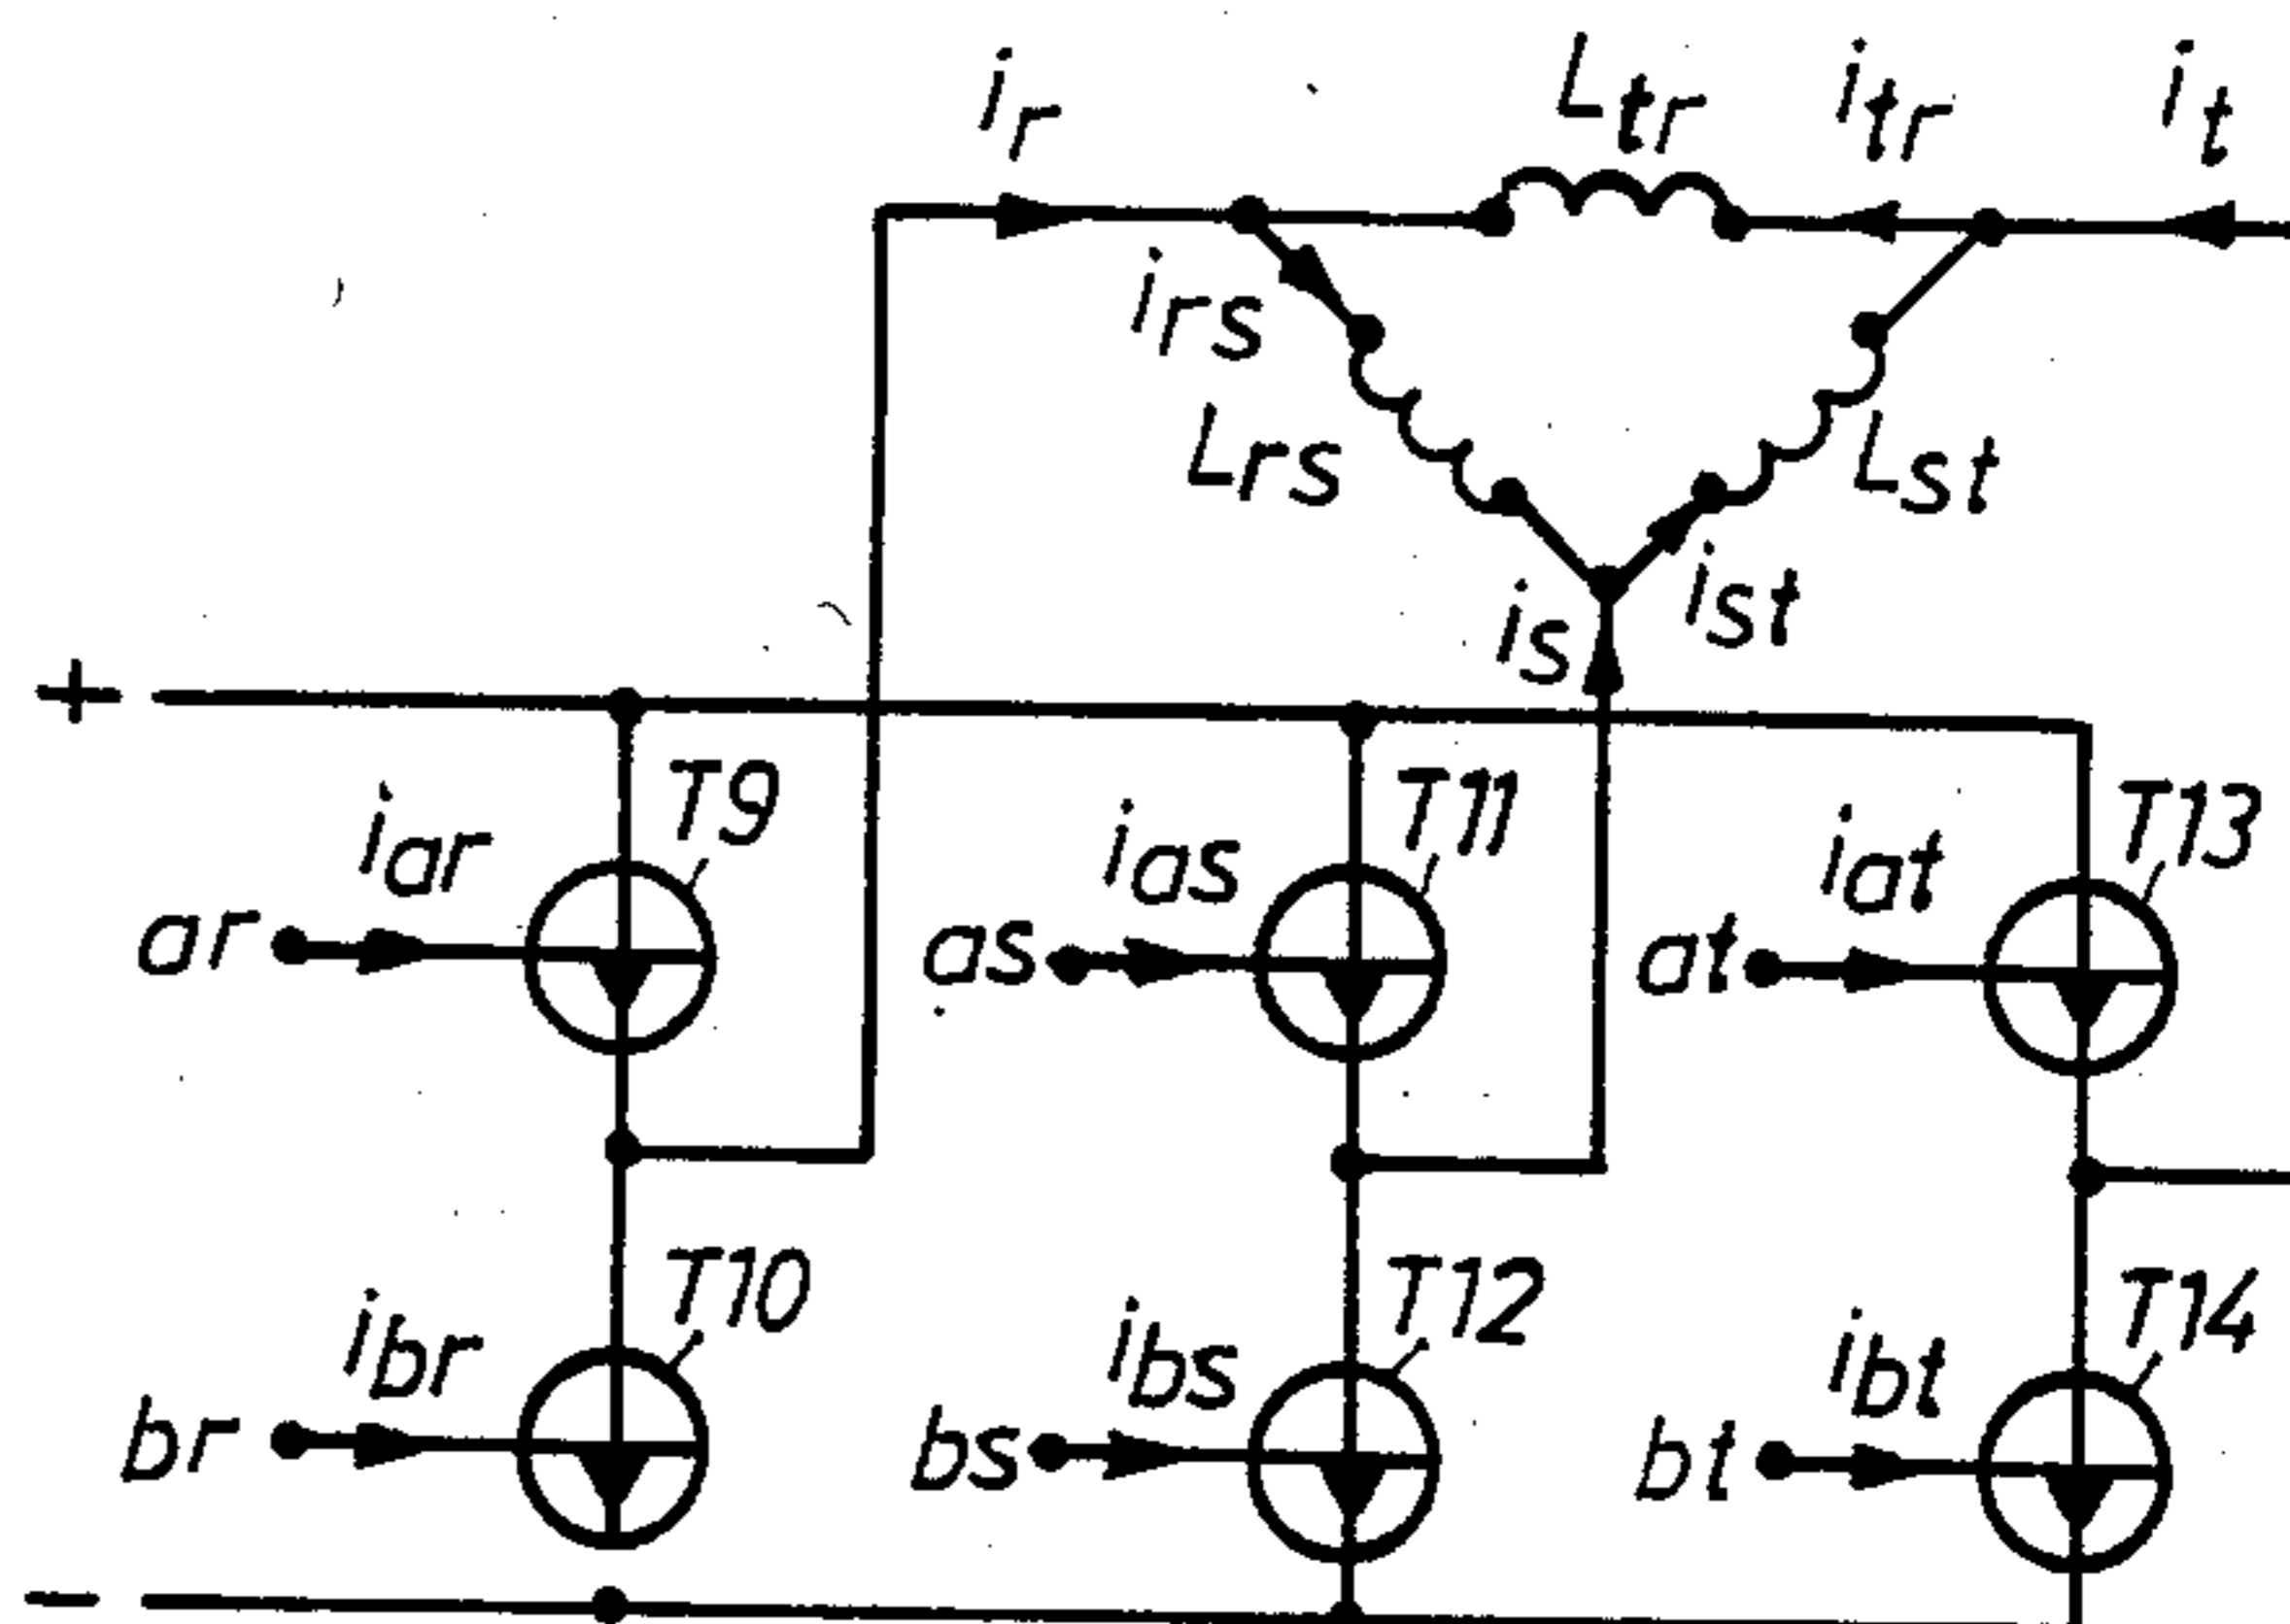 ir Ltr itr it
irs
Lrs Lst
is ist
+
T9 T11 T13
iar ias iat
ar as at
T10 T12 T14
ibr ibs ibt
br bs bt
−